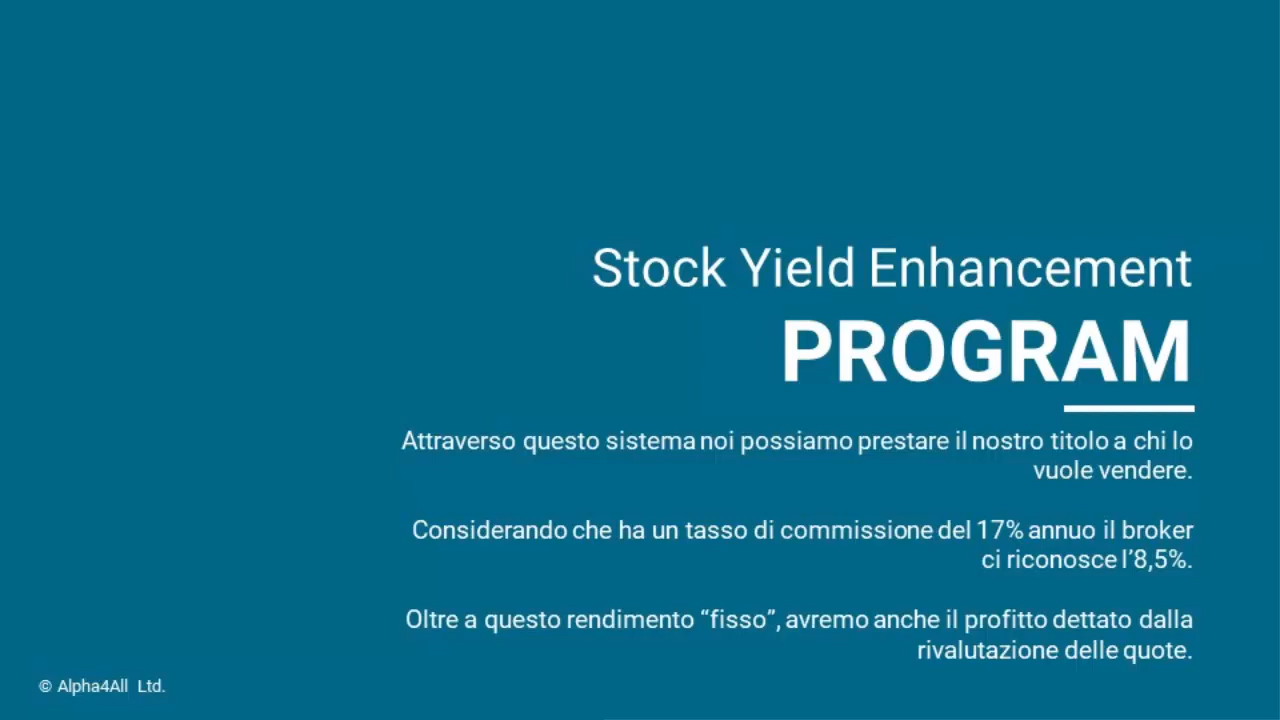 Stock Yield Enhancement
PROGRAM
Attraverso questo sistema noi possiamo prestare il nostro titolo a chi lo
vuole vendere.
Considerando che ha un tasso di commissione del 17% annuo il broker
ci riconosce l’8,5%.
Oltre a questo rendimento “fisso”, avremo anche il profitto dettato dalla
rivalutazione delle quote.
© Alpha4All Ltd.